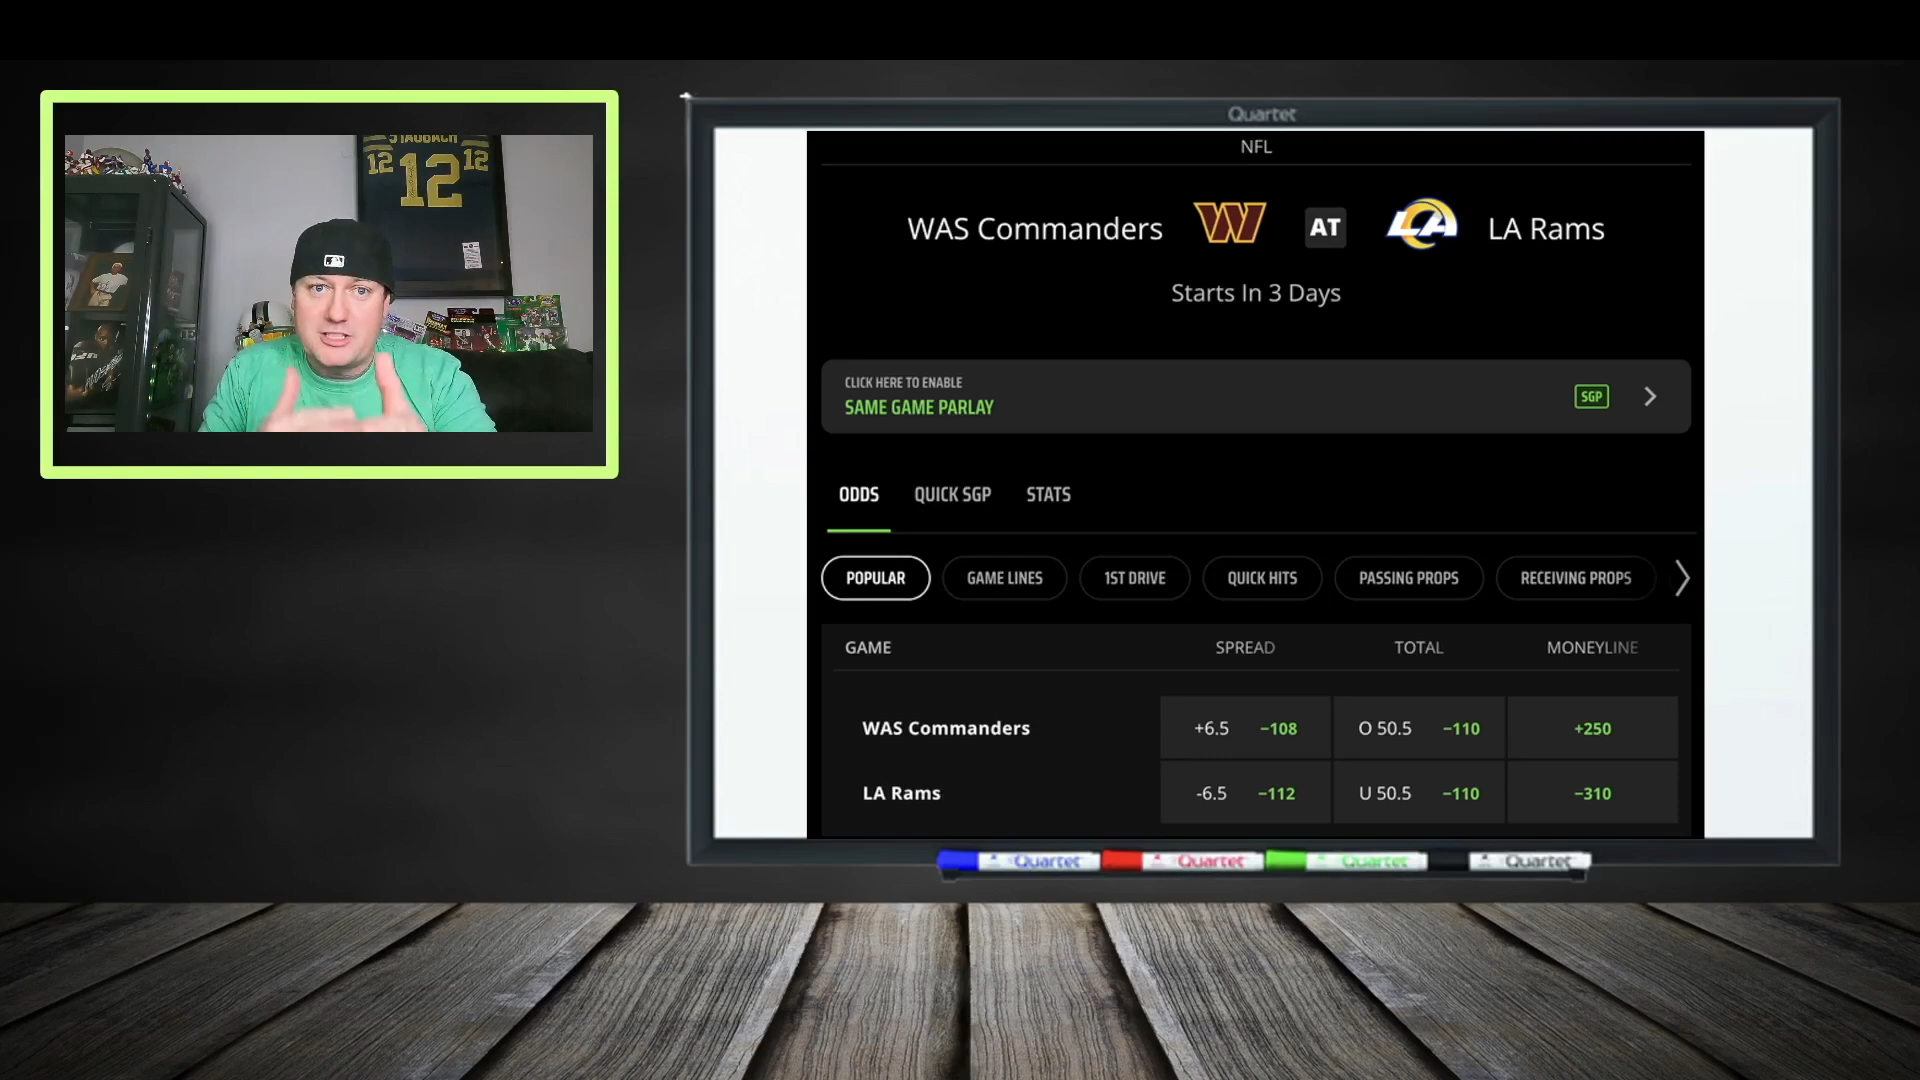 STAUBACH
12 12 12
Quartet
NFL
WAS Commanders W AT LA LA Rams
Starts In 3 Days
CLICK HERE TO ENABLE
SAME GAME PARLAY
SGP
ODDS QUICK SGP STATS
POPULAR GAME LINES 1ST DRIVE QUICK HITS PASSING PROPS RECEIVING PROPS
GAME SPREAD TOTAL MONEYLINE
WAS Commanders +6.5 −108 O 50.5 −110 +250
LA Rams -6.5 −112 U 50.5 −110 −310
Quartet Quartet Quartet Quartet